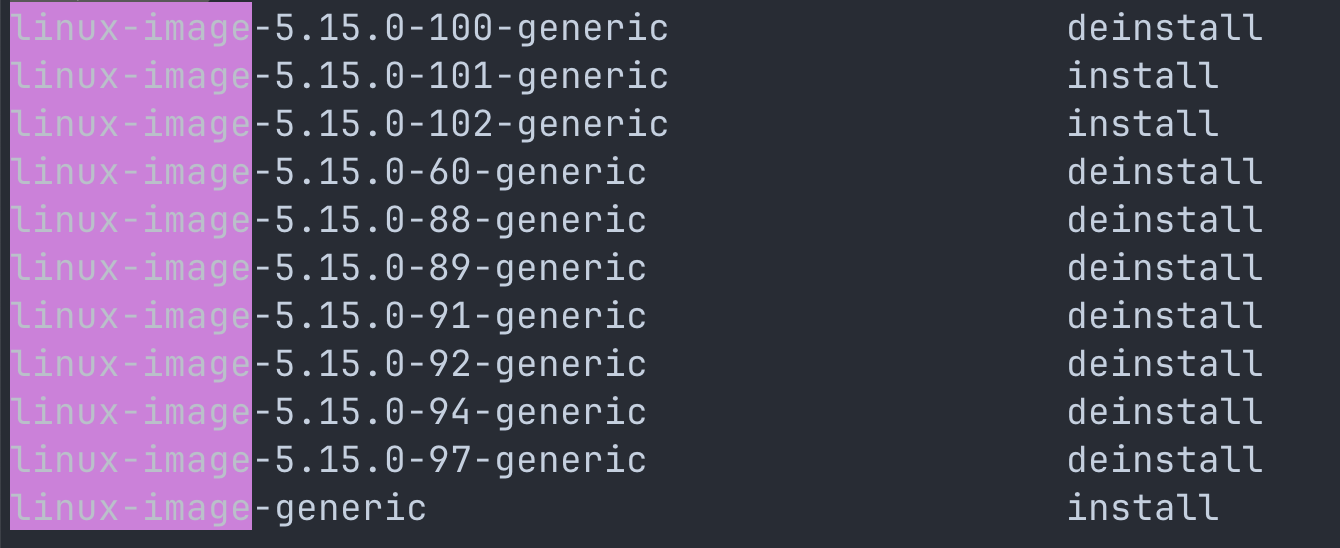 linux-image-5.15.0-100-generic deinstall
linux-image-5.15.0-101-generic install
linux-image-5.15.0-102-generic install
linux-image-5.15.0-60-generic deinstall
linux-image-5.15.0-88-generic deinstall
linux-image-5.15.0-89-generic deinstall
linux-image-5.15.0-91-generic deinstall
linux-image-5.15.0-92-generic deinstall
linux-image-5.15.0-94-generic deinstall
linux-image-5.15.0-97-generic deinstall
linux-image-generic install